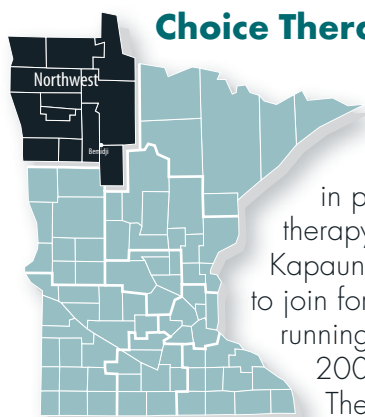 Choice Thera
Northwest
Bemidji
in p
therapy
Kapaun
to join for
running
200
The